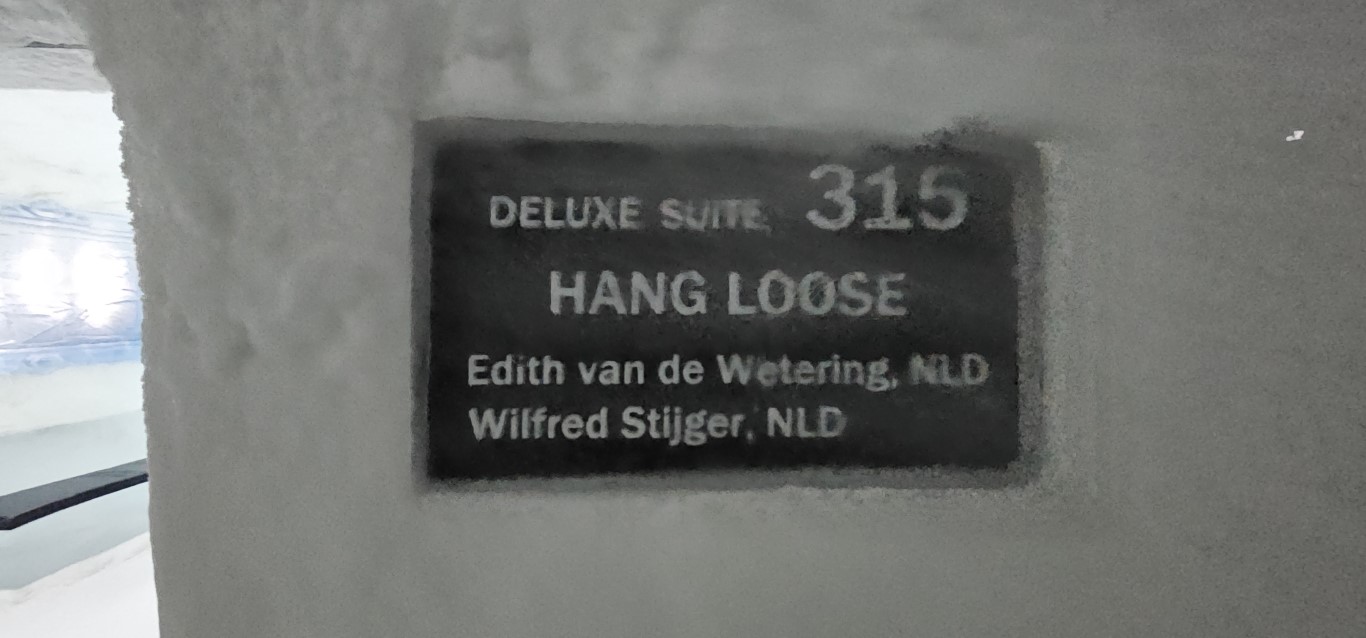 DELUXE SUITE 315
HANG LOOSE
Edith van de Wetering, NLD
Wilfred Stijger, NLD